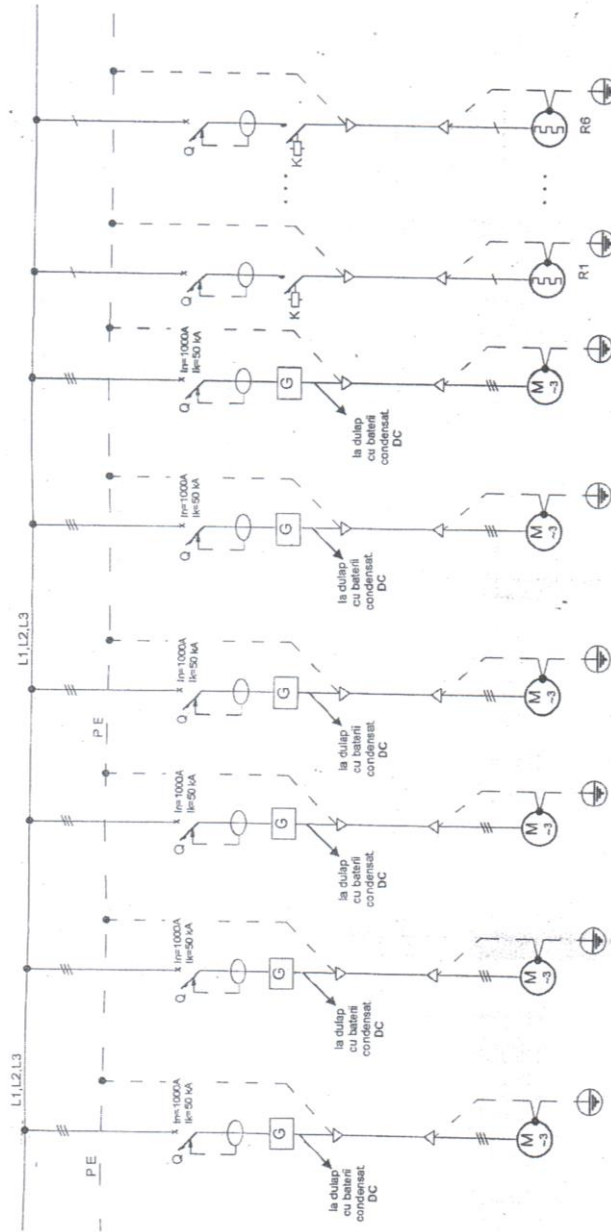 L1,L2,L3
L1,L2,L3
PE
PE
In=1000A
Ik=50 kA
Q
G
la dulap
cu baterii
condensat.
DC
M
~3
In=1000A
Ik=50 kA
Q
G
la dulap
cu baterii
condensat.
DC
M
~3
In=1000A
Ik=50 kA
Q
G
la dulap
cu baterii
condensat.
DC
M
~3
In=1000A
Ik=50 kA
Q
G
la dulap
cu baterii
condensat.
DC
M
~3
In=1000A
Ik=50 kA
Q
G
la dulap
cu baterii
condensat.
DC
M
~3
In=1000A
Ik=50 kA
Q
G
la dulap
cu baterii
condensat.
DC
M
~3
Q
K
R1
....
....
Q
K
R6